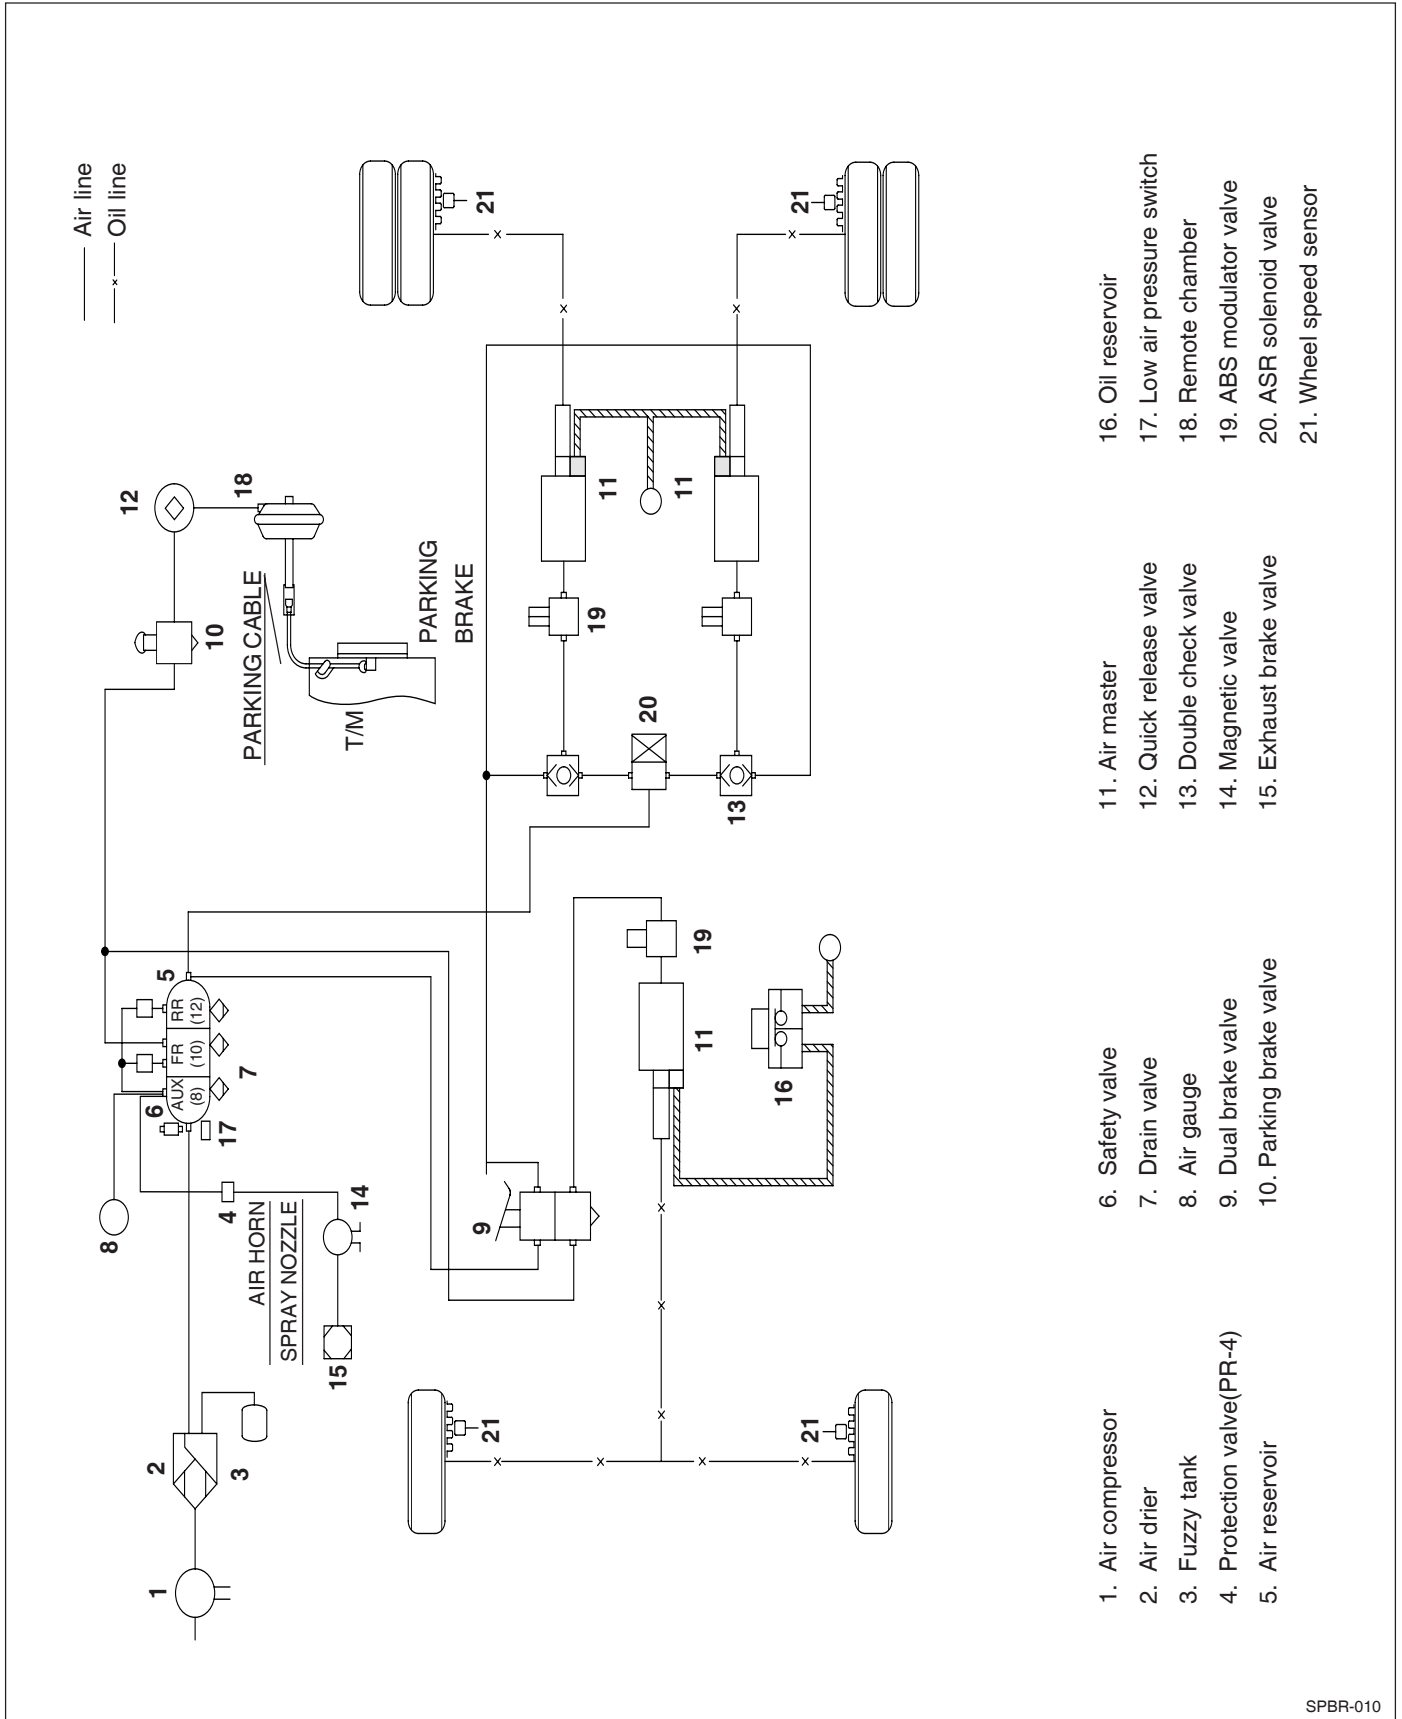 Air line
Oil line
1
2
3
8
4
AIR HORN
SPRAY NOZZLE
14
15
6
AUX
(8)
FR
(10)
RR
(12)
5
7
17
10
12
18
PARKING CABLE
T/M
PARKING
BRAKE
9
19
11
16
20
13
19
11
11
21
21
21
21
1. Air compressor
2. Air drier
3. Fuzzy tank
4. Protection valve(PR-4)
5. Air reservoir
6. Safety valve
7. Drain valve
8. Air gauge
9. Dual brake valve
10. Parking brake valve
11. Air master
12. Quick release valve
13. Double check valve
14. Magnetic valve
15. Exhaust brake valve
16. Oil reservoir
17. Low air pressure switch
18. Remote chamber
19. ABS modulator valve
20. ASR solenoid valve
21. Wheel speed sensor
SPBR-010